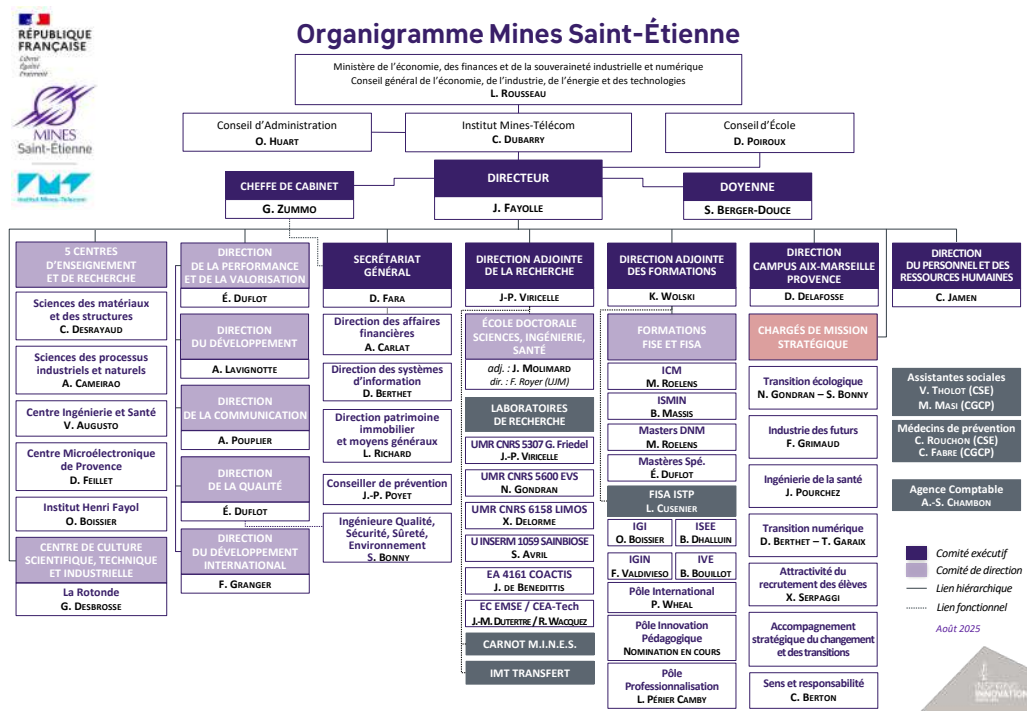 RÉPUBLIQUE
FRANÇAISE
Liberté
Égalité
Fraternité
MINES
Saint-Étienne
Institut Mines-Télécom
Organigramme Mines Saint-Étienne
Ministère de l'économie, des finances et de la souveraineté industrielle et numérique
Conseil général de l'économie, de l'industrie, de l'énergie et des technologies
L. ROUSSEAU
Conseil d'Administration
O. HUART
Institut Mines-Télécom
C. DUBARRY
Conseil d'École
D. POIROUX
CHEFFE DE CABINET
G. ZUMMO
DIRECTEUR
J. FAYOLLE
DOYENNE
S. BERGER-DOUCE
5 CENTRES
D'ENSEIGNEMENT
ET DE RECHERCHE
Sciences des matériaux
et des structures
C. DESRAYAUD
Sciences des processus
industriels et naturels
A. CAMEIRAO
Centre Ingénierie et Santé
V. AUGUSTO
Centre Microélectronique
de Provence
D. FEILLET
Institut Henri Fayol
O. BOISSIER
CENTRE DE CULTURE
SCIENTIFIQUE, TECHNIQUE
ET INDUSTRIELLE
La Rotonde
G. DESBROSSE
DIRECTION
DE LA PERFORMANCE
ET DE LA VALORISATION
É. DUFLOT
DIRECTION
DU DÉVELOPPEMENT
A. LAVIGNOTTE
DIRECTION
DE LA COMMUNICATION
A. POUPLIER
DIRECTION
DE LA QUALITÉ
É. DUFLOT
DIRECTION
DU DÉVELOPPEMENT
INTERNATIONAL
F. GRANGER
SECRÉTARIAT
GÉNÉRAL
D. FARA
Direction des affaires
financières
A. CARLAT
Direction des systèmes
d'information
D. BERTHET
Direction patrimoine
immobilier
et moyens généraux
L. RICHARD
Conseiller de prévention
J.-P. POYET
Ingénieure Qualité,
Sécurité, Sûreté,
Environnement
S. BONNY
DIRECTION ADJOINTE
DE LA RECHERCHE
J-P. VIRICELLE
ÉCOLE DOCTORALE
SCIENCES, INGÉNIERIE,
SANTÉ
adj. : J. MOLIMARD
dir. : F. Royer (UJM)
LABORATOIRES
DE RECHERCHE
UMR CNRS 5307 G. Friedel
J.-P. VIRICELLE
UMR CNRS 5600 EVS
N. GONDRAN
UMR CNRS 6158 LIMOS
X. DELORME
U INSERM 1059 SAINBIOSE
S. AVRIL
EA 4161 COACTIS
J. DE BENEDITTIS
EC EMSE / CEA-Tech
J.-M. DUTERTRE / R. WACQUEZ
CARNOT M.I.N.E.S.
IMT TRANSFERT
DIRECTION ADJOINTE
DES FORMATIONS
K. WOLSKI
FORMATIONS
FISE ET FISA
ICM
M. ROELENS
ISMIN
B. MASSIS
Masters DNM
M. ROELENS
Mastères Spé.
É. DUFLOT
FISA ISTP
L. CUSENIER
IGI
O. BOISSIER
ISEE
B. DHALLUIN
IGIN
F. VALDIVIESO
IVE
B. BOUILLOT
Pôle International
P. WHEAL
Pôle Innovation
Pédagogique
NOMINATION EN COURS
Pôle
Professionnalisation
L. PÉRIER CAMBY
DIRECTION
CAMPUS AIX-MARSEILLE
PROVENCE
D. DELAFOSSE
CHARGÉS DE MISSION
STRATÉGIQUE
Transition écologique
N. GONDRAN – S. BONNY
Industrie des futurs
F. GRIMAUD
Ingénierie de la santé
J. POURCHEZ
Transition numérique
D. BERTHET – T. GARAIX
Attractivité du
recrutement des élèves
X. SERPAGGI
Accompagnement
stratégique du changement
et des transitions
Sens et responsabilité
C. BERTON
DIRECTION
DU PERSONNEL ET DES
RESSOURCES HUMAINES
C. JAMEN
Assistantes sociales
V. THOLOT (CSE)
M. MASI (CGCP)
Médecins de prévention
C. ROUCHON (CSE)
C. FABRE (CGCP)
Agence Comptable
A.-S. CHAMBON
Comité exécutif
Comité de direction
Lien hiérarchique
Lien fonctionnel
Août 2025
INSPIRING
INNOVATION